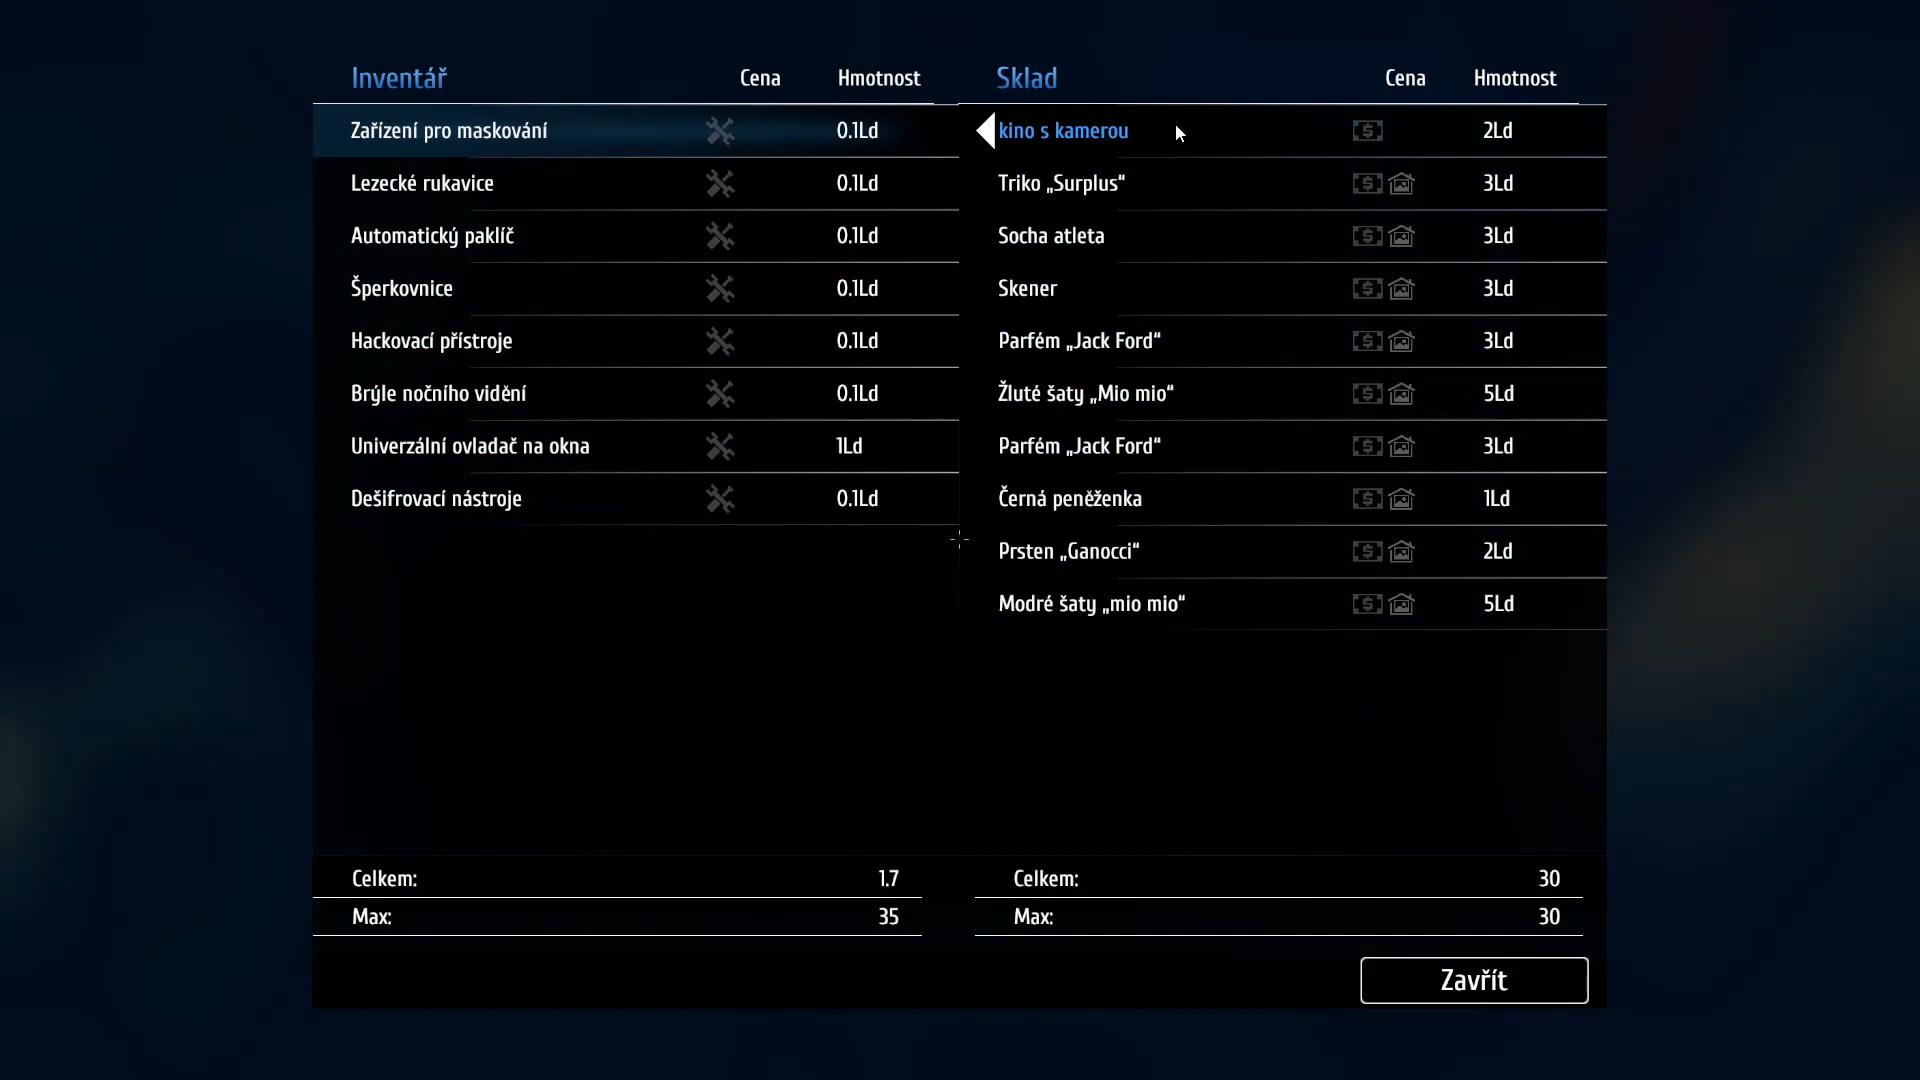 Inventář Cena Hmotnost
Zařízení pro maskování 0.1Ld
Lezecké rukavice 0.1Ld
Automatický paklíč 0.1Ld
Šperkovnice 0.1Ld
Hackovací přístroje 0.1Ld
Brýle nočního vidění 0.1Ld
Univerzální ovladač na okna 1Ld
Dešifrovací nástroje 0.1Ld
Celkem: 1.7
Max: 35
Sklad Cena Hmotnost
kino s kamerou 2Ld
Triko „Surplus“ 3Ld
Socha atleta 3Ld
Skener 3Ld
Parfém „Jack Ford“ 3Ld
Žluté šaty „Mio mio“ 5Ld
Parfém „Jack Ford“ 3Ld
Černá peněženka 1Ld
Prsten „Ganocci“ 2Ld
Modré šaty „mio mio“ 5Ld
Celkem: 30
Max: 30
Zavřít